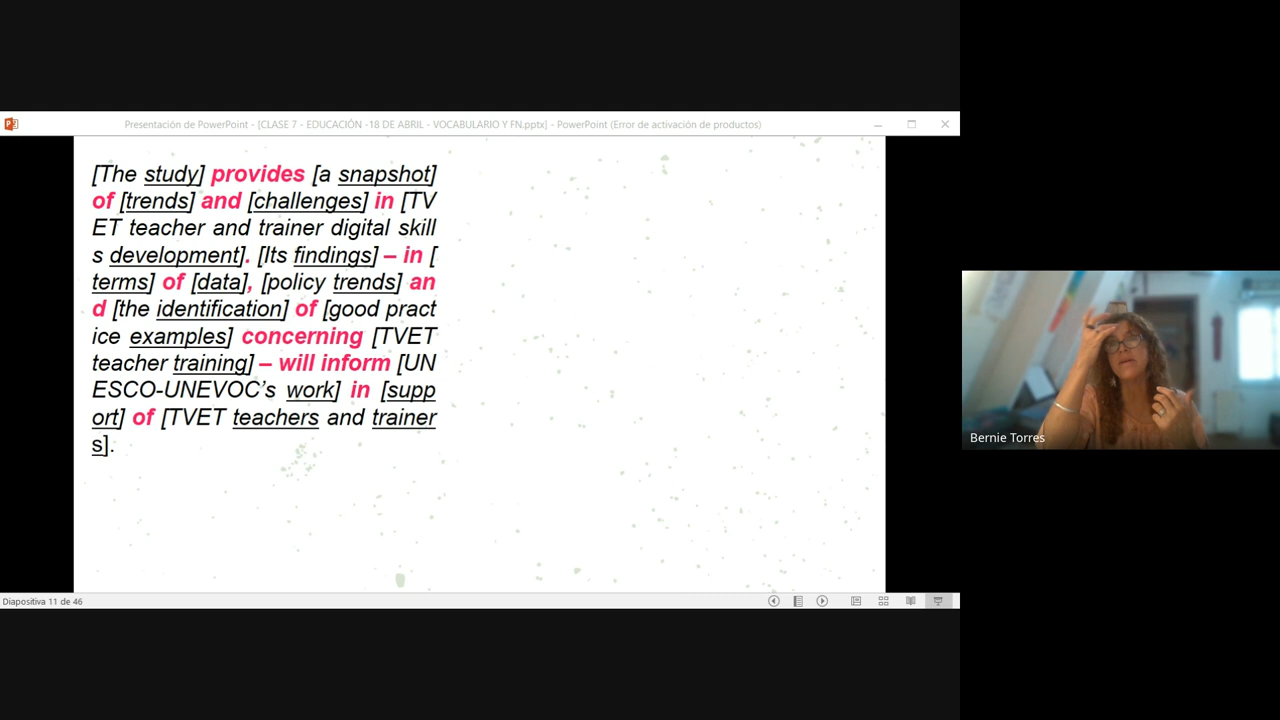 Presentación de PowerPoint - [CLASE 7 - EDUCACIÓN -18 DE ABRIL - VOCABULARIO Y FN.pptx] - PowerPoint (Error de activación de productos)
[The study] provides [a snapshot]
of [trends] and [challenges] in [TV
ET teacher and trainer digital skill
s development]. [Its findings] – in [
terms] of [data], [policy trends] an
d [the identification] of [good pract
ice examples] concerning [TVET
teacher training] – will inform [UN
ESCO-UNEVOC’s work] in [supp
ort] of [TVET teachers and trainer
s].
Bernie Torres
Diapositiva 11 de 46